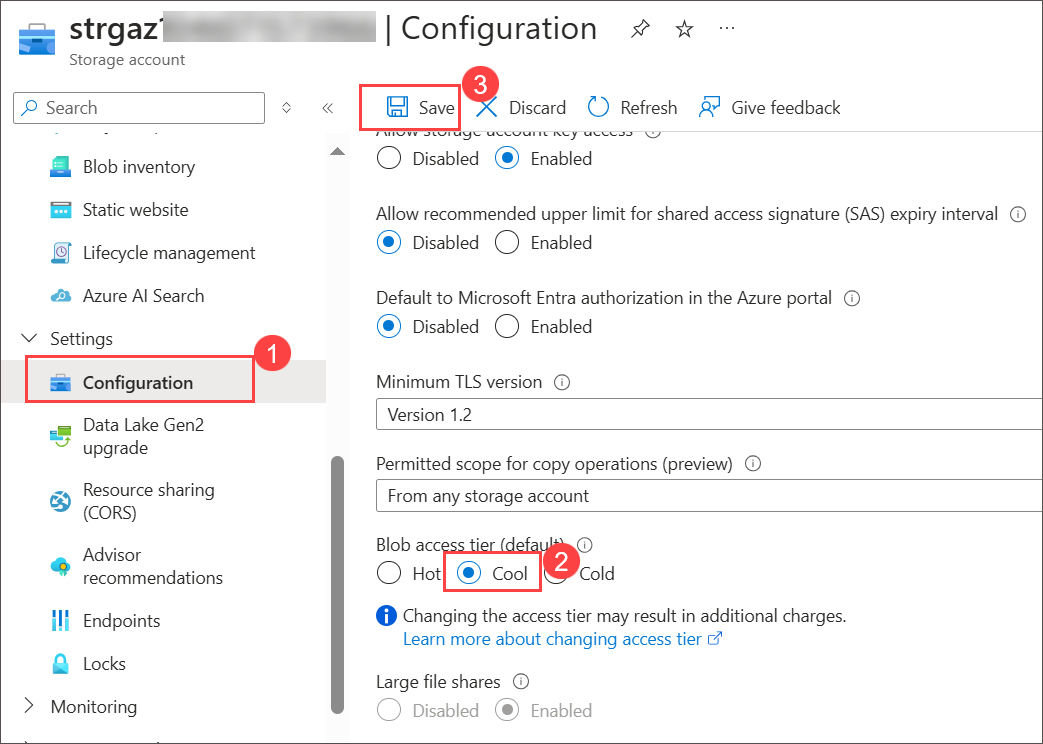 strgaz | Configuration
Storage account
Search
«
Save
Discard
Refresh
Give feedback
3
Blob inventory
Static website
Lifecycle management
Azure AI Search
Settings
1
Configuration
Data Lake Gen2
upgrade
Resource sharing
(CORS)
Advisor
recommendations
Endpoints
Locks
Monitoring
Allow storage account key access
Disabled Enabled
Allow recommended upper limit for shared access signature (SAS) expiry interval
Disabled Enabled
Default to Microsoft Entra authorization in the Azure portal
Disabled Enabled
Minimum TLS version
Version 1.2
Permitted scope for copy operations (preview)
From any storage account
Blob access tier (default)
Hot Cool Cold
2
Changing the access tier may result in additional charges.
Learn more about changing access tier
Large file shares
Disabled Enabled